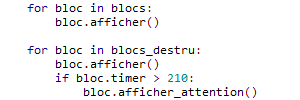 for bloc in blocs:
    bloc.afficher()

for bloc in blocs_destru:
    bloc.afficher()
    if bloc.timer > 210:
        bloc.afficher_attention()